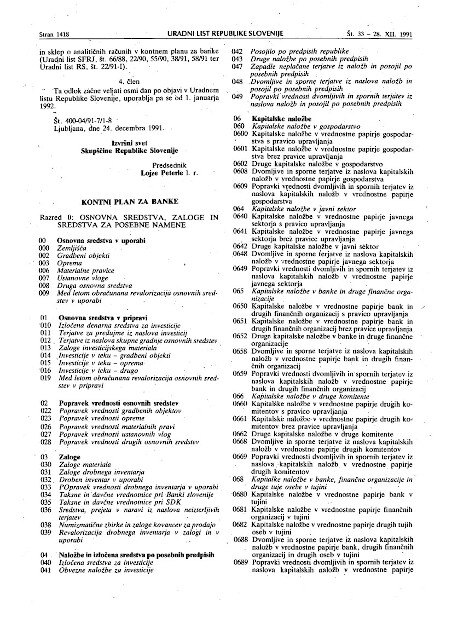 Stran 1418
URADNI LIST REPUBLIKE SLOVENIJE
Št. 33 – 28. XII. 1991
in sklep o analitičnih računih v kontnem planu za banke
(Uradni list SFRJ, št. 66/88, 22/90, 55/90, 38/91, 58/91 ter
Uradni list RS, št. 22/91-I).
4. člen
Ta odlok začne veljati osmi dan po objavi v Uradnem
listu Republike Slovenije, uporablja pa se od 1. januarja
1992.
Št. 400-04/91-7/1-8
Ljubljana, dne 24. decembra 1991.
Izvršni svet
Skupščine Republike Slovenije
Predsednik
Lojze Peterle l. r.
KONTNI PLAN ZA BANKE
Razred 0: OSNOVNA SREDSTVA, ZALOGE IN
SREDSTVA ZA POSEBNE NAMENE
00 Osnovna sredstva v uporabi
000 Zemljišča
002 Gradbeni objekti
003 Oprema
006 Materialne pravice
007 Ustanovne vloge
008 Druga osnovna sredstva
009 Med letom obračunana revalorizacija osnovnih sred-
stev v uporabi
01 Osnovna sredstva v pripravi
010 Izločena denarna sredstva za investicije
011 Terjatve za predujme iz naslova investicij
012 Terjatve iz naslova skupne gradnje osnovnih sredstev
013 Zaloge investicijskega materiala
014 Investicije v teku – gradbeni objekti
015 Investicije v teku – oprema
016 Investicije v teku – drugo
019 Med letom obračunana revalorizacija osnovnih sred-
stev v pripravi
02 Popravek vrednosti osnovnih sredstev
022 Popravek vrednosti gradbenih objektov
023 Popravek vrednosti opreme
026 Popravek vrednosti materialnih pravic
027 Popravek vrednosti ustanovnih vlog
028 Popravek vrednosti drugih osnovnih sredstev
03 Zaloge
030 Zaloge materiala
031 Zaloge drobnega inventarja
032 Droben inventar v uporabi
033 Popravek vrednosti drobnega inventarja v uporabi
034 Taksne in davčne vrednotnice pri Banki slovenije
035 Taksne in davčne vrednotnice pri SDK
036 Sredstva, prejeta v naravi iz naslova neizterljivih
terjatev
038 Numizmatične zbirke in zaloge kovancev za prodajo
039 Revalorizacija drobnega inventarja v zalogi in v
uporabi
04 Naložbe in izločena sredstva po posebnih predpisih
040 Izločena sredstva za investicije
041 Obvezne naložbe za investicije
042 Posojilo po predpisih republike
043 Druge naložbe po posebnih predpisih
047 Zapadle neplačane terjatve iz naložb in posojil po
posebnih predpisih
048 Dvomljive in sporne terjatve iz naslova naložb in
posojil po posebnih predpisih
049 Popravki vrednosti dvomljivih in spornih terjatev iz
naslova naložb in posojil po posebnih predpisih
06 Kapitalske naložbe
060 Kapitalske naložbe v gospodarstvo
0600 Kapitalske naložbe v vrednostne papirje gospodar-
stva s pravico upravljanja
0601 Kapitalske naložbe v vrednostne papirje gospodar-
stva brez pravice upravljanja
0602 Druge kapitalske naložbe v gospodarstvo
0608 Dvomljive in sporne terjatve iz naslova kapitalskih
naložb v vrednostne papirje gospodarstva
0609 Popravki vrednosti dvomljivih in spornih terjatev iz
naslova kapitalskih naložb v vrednostne papirje
gospodarstva
064 Kapitalske naložbe v javni sektor
0640 Kapitalske naložbe v vrednostne papirje javnega
sektorja s pravico upravljanja
0641 Kapitalske naložbe v vrednostne papirje javnega
sektorja brez pravice upravljanja
0642 Druge kapitalske naložbe v javni sektor
0648 Dvomljive in sporne terjatve iz naslova kapitalskih
naložb v vrednostne papirje javnega sektorja
0649 Popravki vrednosti dvomljivih in spornih terjatev iz
naslova kapitalskih naložb v vrednostne papirje
javnega sektorja
065 Kapitalske naložbe v banke in druge finančne orga-
nizacije
0650 Kapitalske naložbe v vrednostne papirje bank in
drugih finančnih organizacij s pravico upravljanja
0651 Kapitalske naložbe v vrednostne papirje bank in
drugih finančnih organizacij brez pravice upravljanja
0652 Druge kapitalske naložbe v banke in druge finančne
organizacije
0658 Dvomljive in sporne terjatve iz naslova kapitalskih
naložb v vrednostne papirje bank in drugih finan-
čnih organizacij
0659 Popravki vrednosti dvomljivih in spornih terjatev iz
naslova kapitalskih naložb v vrednostne papirje
bank in drugih finančnih organizacij
066 Kapitalske naložbe v druge komitente
0660 Kapitalske naložbe v vrednostne papirje drugih ko-
mitentov s pravico upravljanja
0661 Kapitalske naložbe v vrednostne papirje drugih ko-
mitentov brez pravice upravljanja
0662 Druge kapitalske naložbe v druge komitente
0668 Dvomljive in sporne terjatve iz naslova kapitalskih
naložb v vrednostne papirje drugih komitentov
0669 Popravki vrednosti dvomljivih in spornih terjatev iz
naslova kapitalskih naložb v vrednostne papirje
drugih komitentov
068 Kapitalske naložbe v banke, finančne organizacije in
druge tuje osebe v tujini
0680 Kapitalske naložbe v vrednostne papirje bank v
tujini
0681 Kapitalske naložbe v vrednostne papirje finančnih
organizacij v tujini
0682 Kapitalske naložbe v vrednostne papirje drugih tujih
oseb v tujini
0688 Dvomljive in sporne terjatve iz naslova kapitalskih
naložb v vrednostne papirje bank, drugih finančnih
organizacij in drugih oseb v tujini
0689 Popravki vrednosti dvomljivih in spornih terjatev iz
naslova kapitalskih naložb v vrednostne papirje